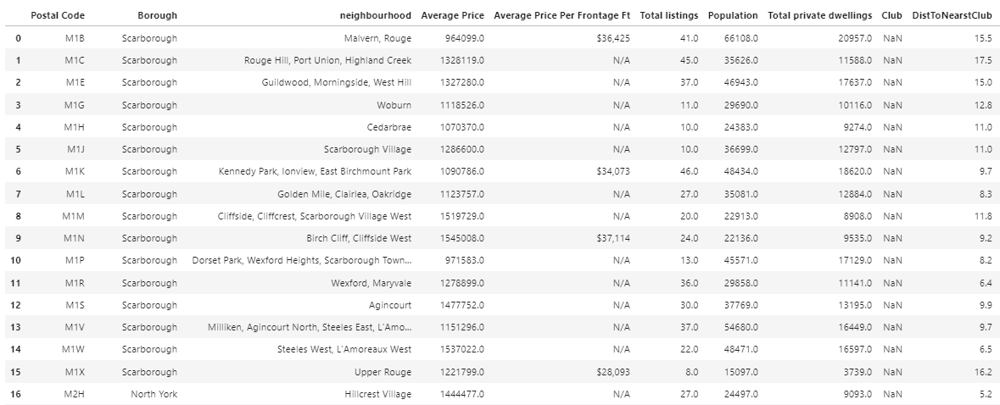 Postal Code Borough neighbourhood Average Price Average Price Per Frontage Ft Total listings Population Total private dwellings Club DistToNearstClub
0 M1B Scarborough Malvern, Rouge 964099.0 $36,425 41.0 66108.0 20957.0 NaN 15.5
1 M1C Scarborough Rouge Hill, Port Union, Highland Creek 1328119.0 N/A 45.0 35626.0 11588.0 NaN 17.5
2 M1E Scarborough Guildwood, Morningside, West Hill 1327280.0 N/A 37.0 46943.0 17637.0 NaN 15.0
3 M1G Scarborough Woburn 1118526.0 N/A 11.0 29690.0 10116.0 NaN 12.8
4 M1H Scarborough Cedarbrae 1070370.0 N/A 10.0 24383.0 9274.0 NaN 11.0
5 M1J Scarborough Scarborough Village 1286600.0 N/A 10.0 36699.0 12797.0 NaN 11.0
6 M1K Scarborough Kennedy Park, Ionview, East Birchmount Park 1090786.0 $34,073 46.0 48434.0 18620.0 NaN 9.7
7 M1L Scarborough Golden Mile, Clairlea, Oakridge 1123757.0 N/A 27.0 35081.0 12884.0 NaN 8.3
8 M1M Scarborough Cliffside, Cliffcrest, Scarborough Village West 1519729.0 N/A 20.0 22913.0 8908.0 NaN 11.8
9 M1N Scarborough Birch Cliff, Cliffside West 1545008.0 $37,114 24.0 22136.0 9535.0 NaN 9.2
10 M1P Scarborough Dorset Park, Wexford Heights, Scarborough Town... 971583.0 N/A 13.0 45571.0 17129.0 NaN 8.2
11 M1R Scarborough Wexford, Maryvale 1278899.0 N/A 36.0 29858.0 11141.0 NaN 6.4
12 M1S Scarborough Agincourt 1477752.0 N/A 30.0 37769.0 13195.0 NaN 9.9
13 M1V Scarborough Milliken, Agincourt North, Steeles East, L'Amo... 1151296.0 N/A 37.0 54680.0 16449.0 NaN 9.7
14 M1W Scarborough Steeles West, L'Amoreaux West 1537022.0 N/A 22.0 48471.0 16597.0 NaN 6.5
15 M1X Scarborough Upper Rouge 1221799.0 $28,093 8.0 15097.0 3739.0 NaN 16.2
16 M2H North York Hillcrest Village 1444477.0 N/A 27.0 24497.0 9093.0 NaN 5.2